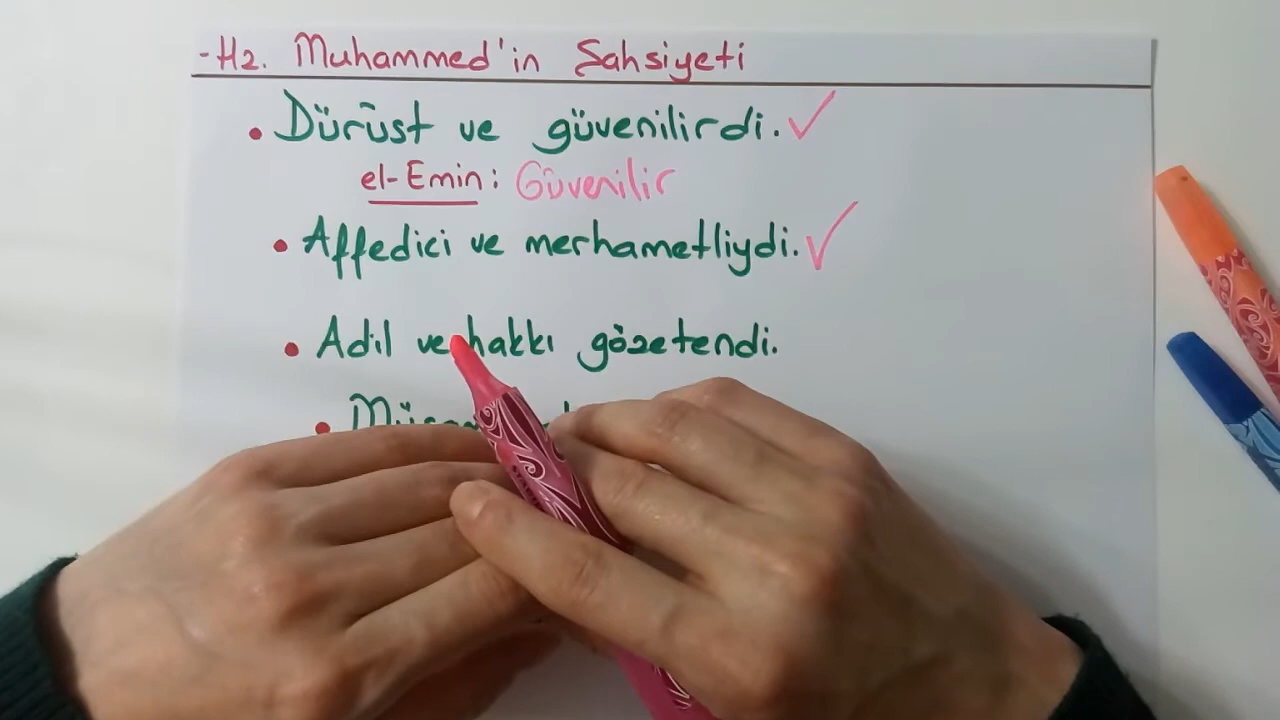 -Hz. Muhammed'in Şahsiyeti
• Dürüst ve güvenilirdi. ✓
el-Emin: Güvenilir
• Affedici ve merhametliydi. ✓
• Adil ve hakkı gözetendi.